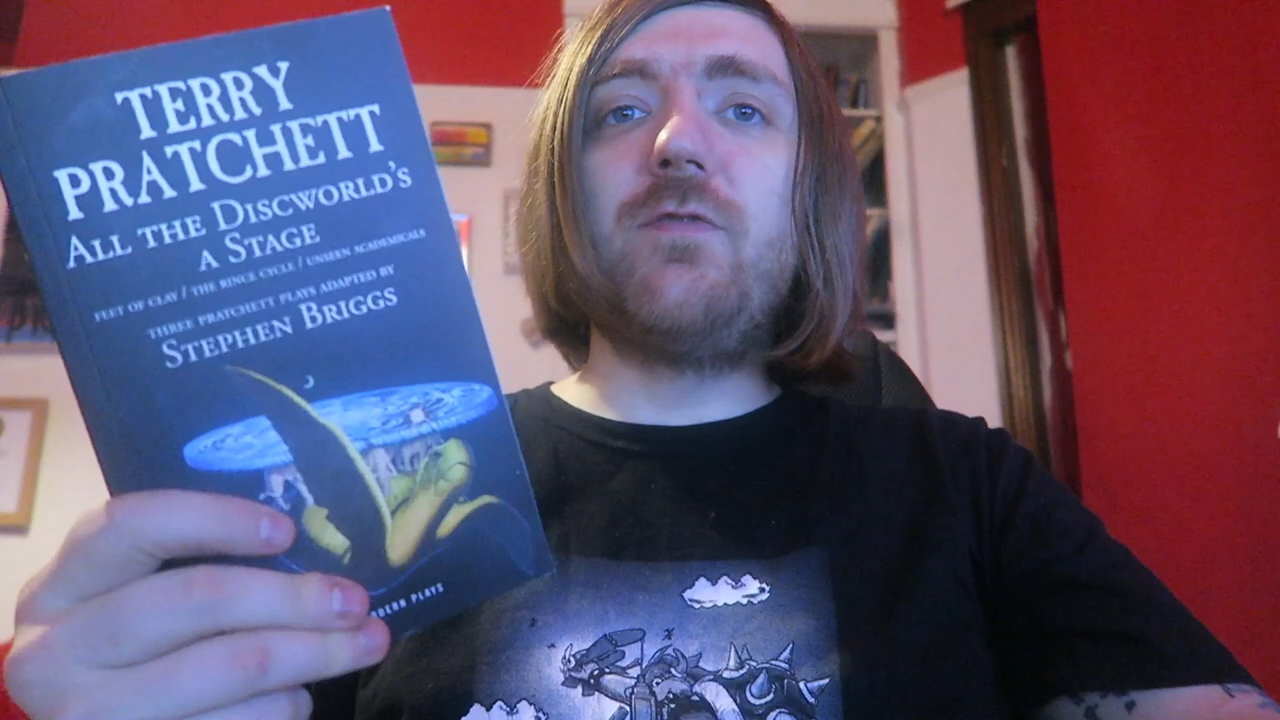 TERRY
PRATCHETT
ALL THE DISCWORLD'S
A STAGE
FEET OF CLAY / THE RINCE CYCLE / UNSEEN ACADEMICALS
THREE PRATCHETT PLAYS ADAPTED BY
STEPHEN BRIGGS
PLAYS